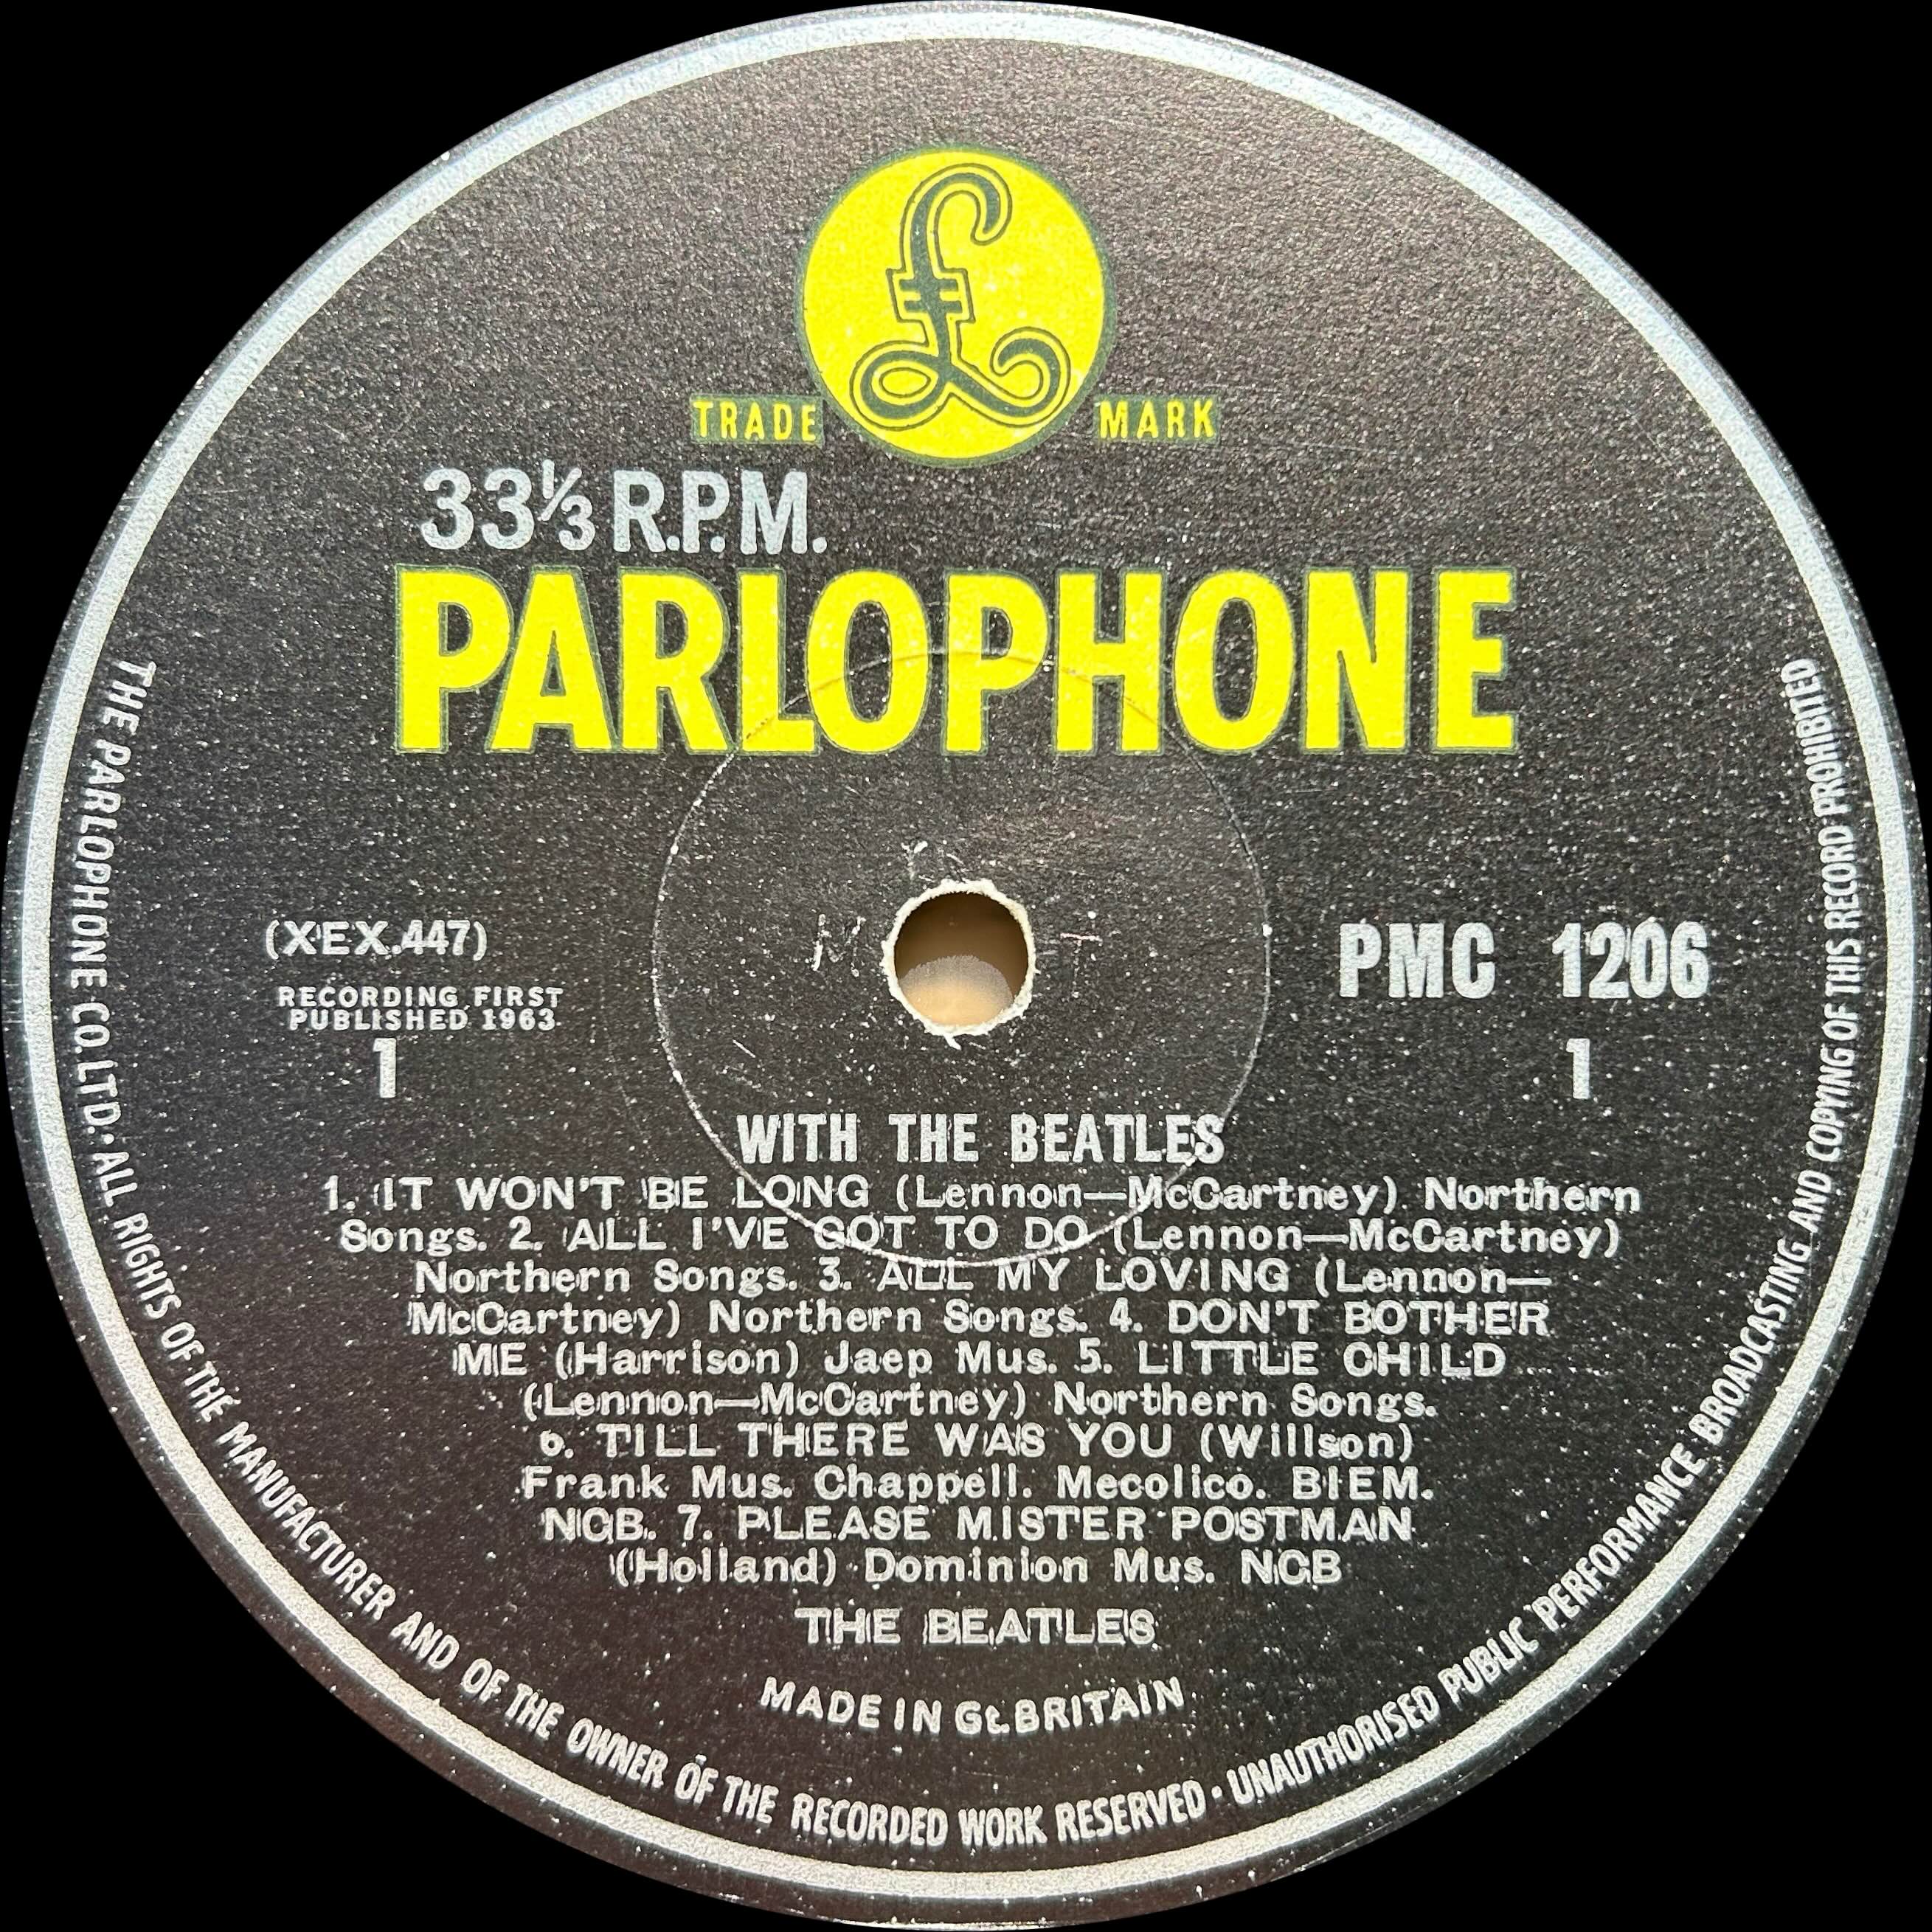 £
TRADE MARK
33⅓ R.P.M.
PARLOPHONE
(XEX.447)
RECORDING FIRST
PUBLISHED 1963
1
PMC 1206
1
M T
WITH THE BEATLES
1. IT WON'T BE LONG (Lennon—McCartney) Northern
Songs. 2. ALL I'VE GOT TO DO (Lennon—McCartney)
Northern Songs. 3. ALL MY LOVING (Lennon—
McCartney) Northern Songs. 4. DON'T BOTHER
ME (Harrison) Jaep Mus. 5. LITTLE CHILD
(Lennon—McCartney) Northern Songs.
6. TILL THERE WAS YOU (Willson)
Frank Mus. Chappell. Mecolico. BIEM.
NCB. 7. PLEASE MISTER POSTMAN
(Holland) Dominion Mus. NCB
THE BEATLES
MADE IN Gt. BRITAIN
THE PARLOPHONE CO. LTD. · ALL RIGHTS OF THE MANUFACTURER AND OF THE OWNER OF THE RECORDED WORK RESERVED · UNAUTHORISED PUBLIC PERFORMANCE BROADCASTING AND COPYING OF THIS RECORD PROHIBITED